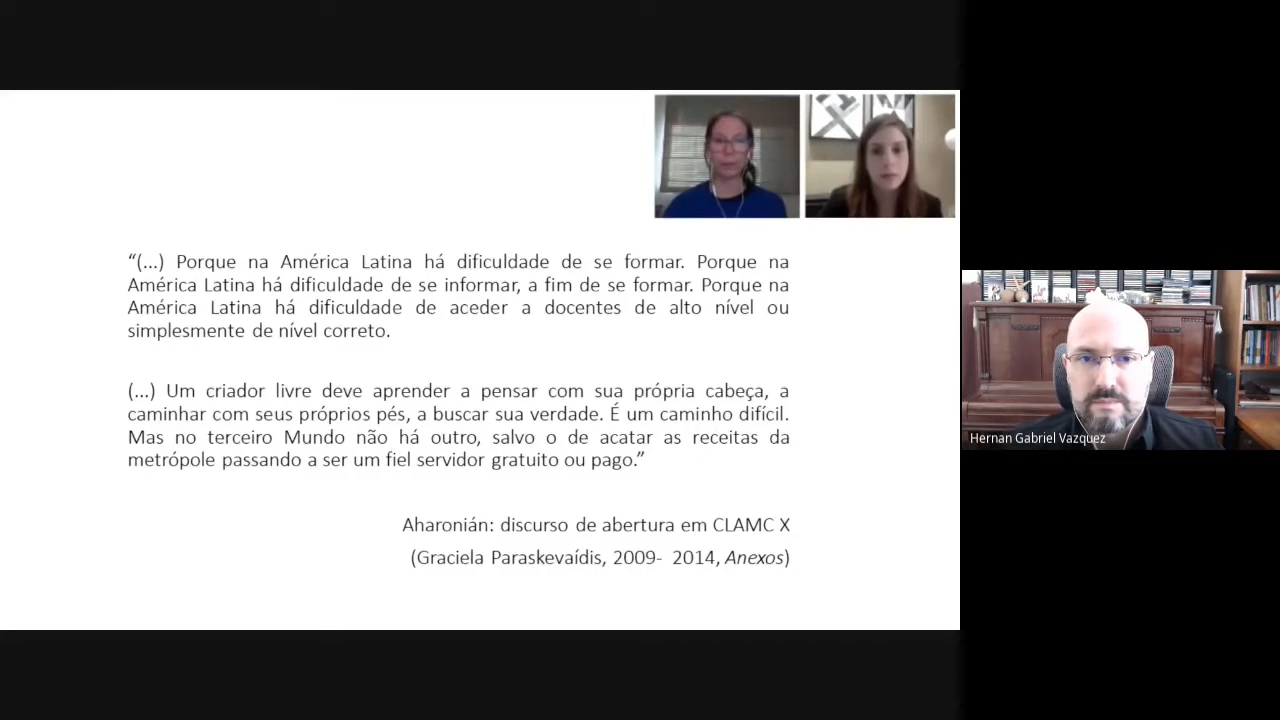 “(...) Porque na América Latina há dificuldade de se formar. Porque na
América Latina há dificuldade de se informar, a fim de se formar. Porque na
América Latina há dificuldade de aceder a docentes de alto nível ou
simplesmente de nível correto.
(...) Um criador livre deve aprender a pensar com sua própria cabeça, a
caminhar com seus próprios pés, a buscar sua verdade. É um caminho difícil.
Mas no terceiro Mundo não há outro, salvo o de acatar as receitas da
metrópole passando a ser um fiel servidor gratuito ou pago.”
Aharonián: discurso de abertura em CLAMC X
(Graciela Paraskevaídis, 2009- 2014, Anexos)
Hernan Gabriel Vazquez